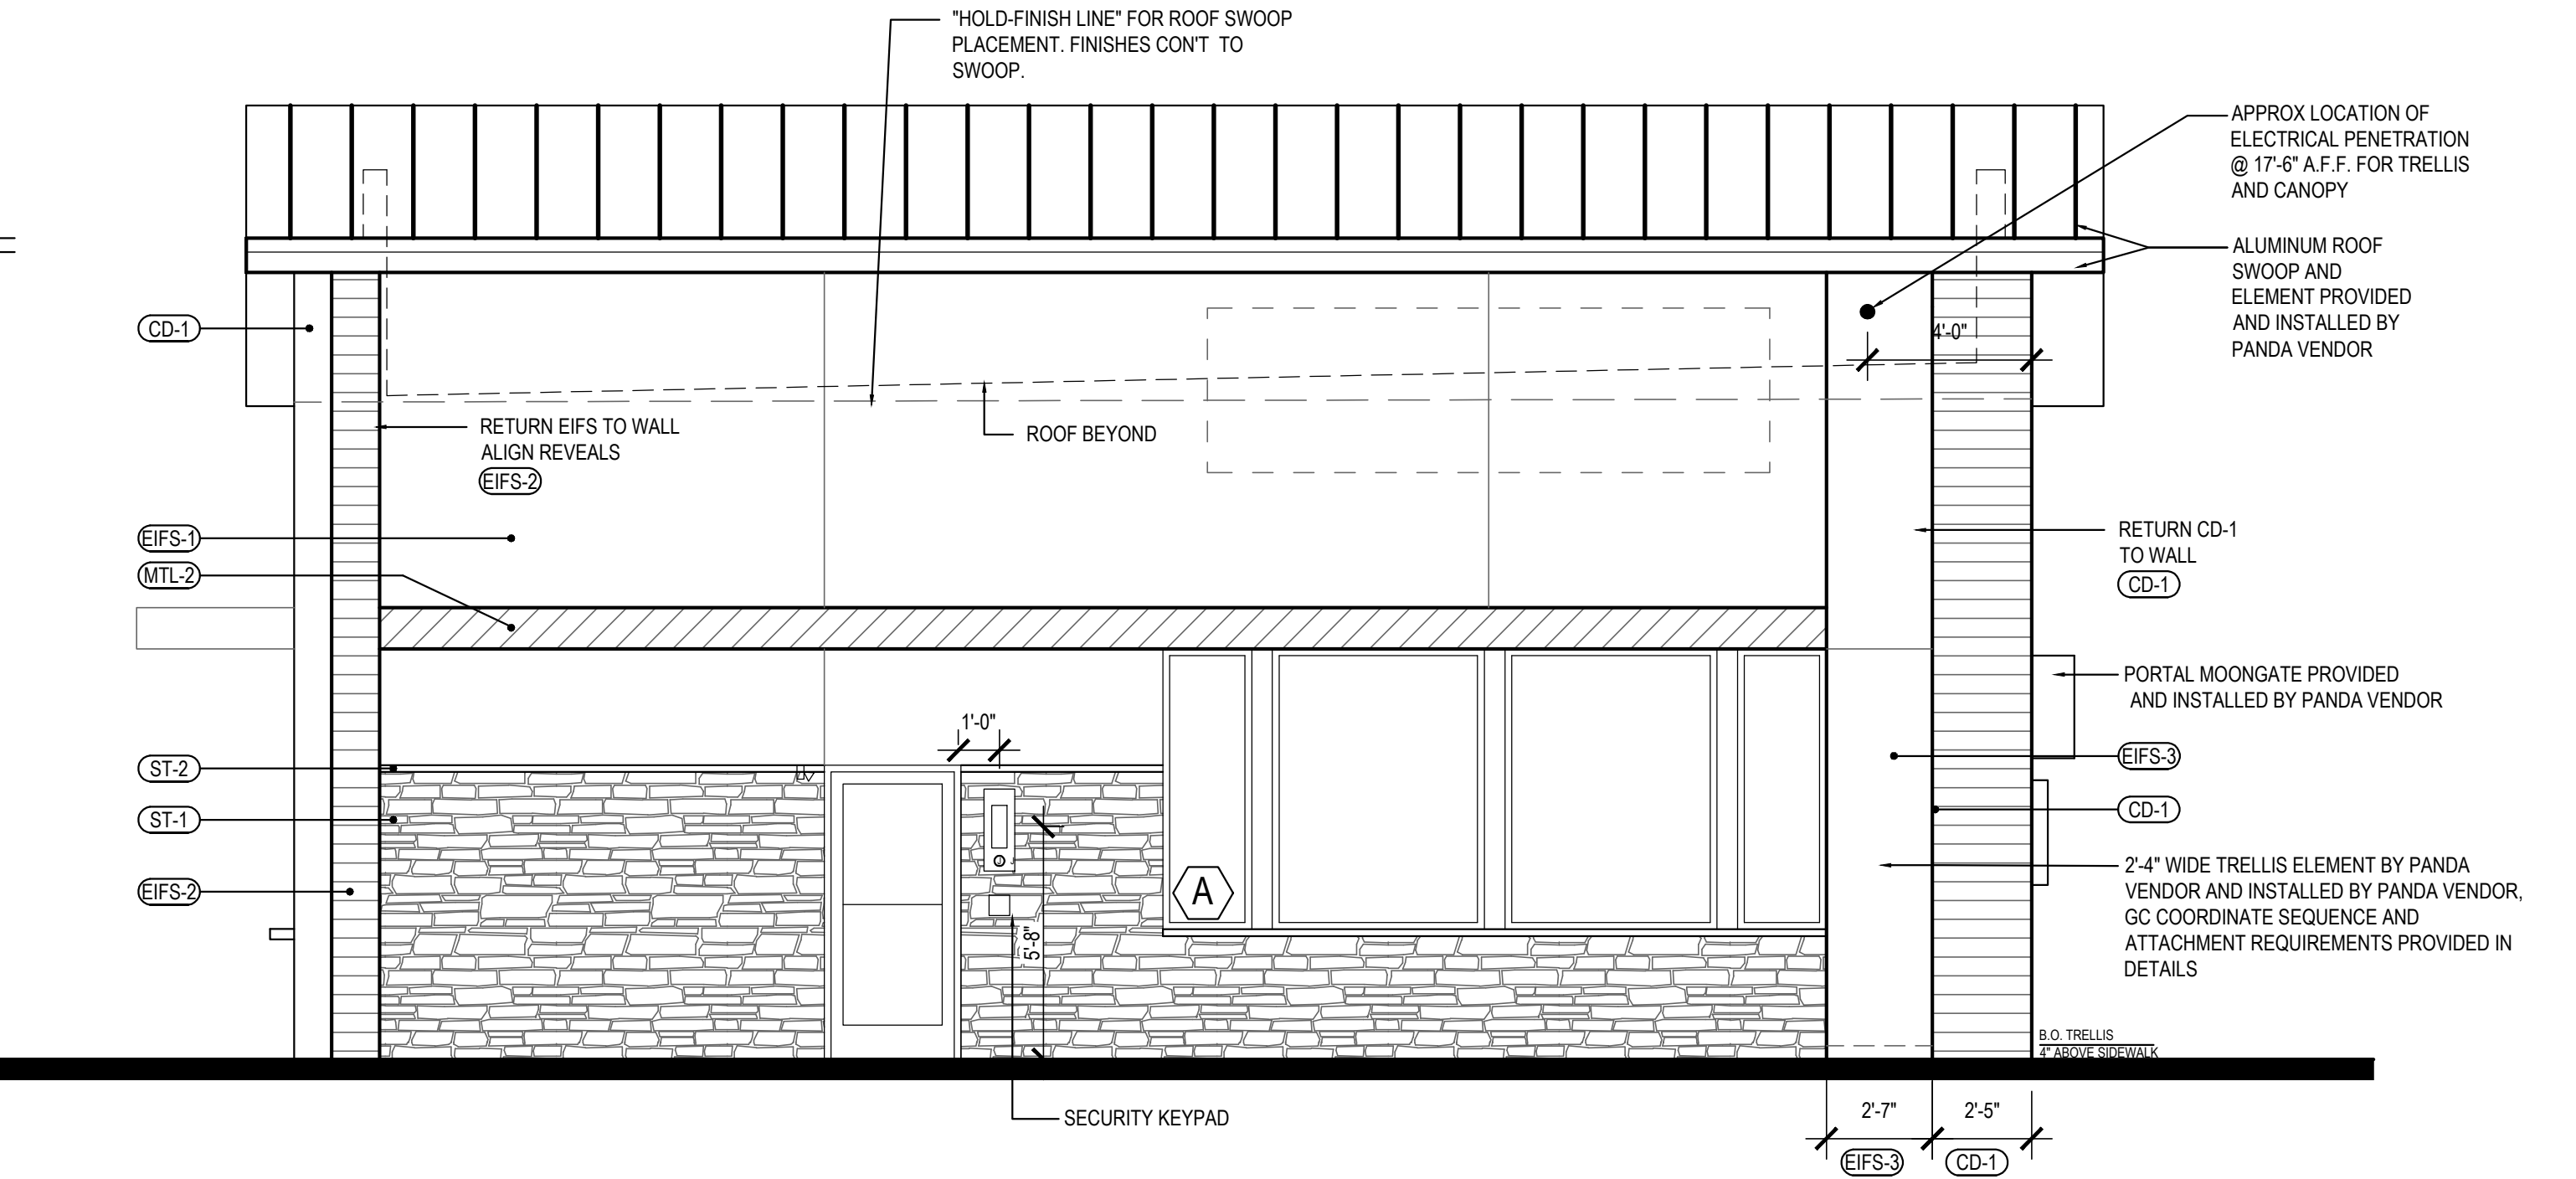 "HOLD-FINISH LINE" FOR ROOF SWOOP
PLACEMENT. FINISHES CON'T TO
SWOOP.
APPROX LOCATION OF
ELECTRICAL PENETRATION
@ 17'-6" A.F.F. FOR TRELLIS
AND CANOPY
ALUMINUM ROOF
SWOOP AND
ELEMENT PROVIDED
AND INSTALLED BY
PANDA VENDOR
CD-1
4'-0"
RETURN EIFS TO WALL
ALIGN REVEALS
EIFS-2
ROOF BEYOND
EIFS-1
MTL-2
RETURN CD-1
TO WALL
CD-1
PORTAL MOONGATE PROVIDED
AND INSTALLED BY PANDA VENDOR
1'-0"
ST-2
ST-1
EIFS-2
EIFS-3
CD-1
A
5'-8"
2'-4" WIDE TRELLIS ELEMENT BY PANDA
VENDOR AND INSTALLED BY PANDA VENDOR,
GC COORDINATE SEQUENCE AND
ATTACHMENT REQUIREMENTS PROVIDED IN
DETAILS
B.O. TRELLIS
4" ABOVE SIDEWALK
SECURITY KEYPAD
2'-7"
2'-5"
EIFS-3
CD-1